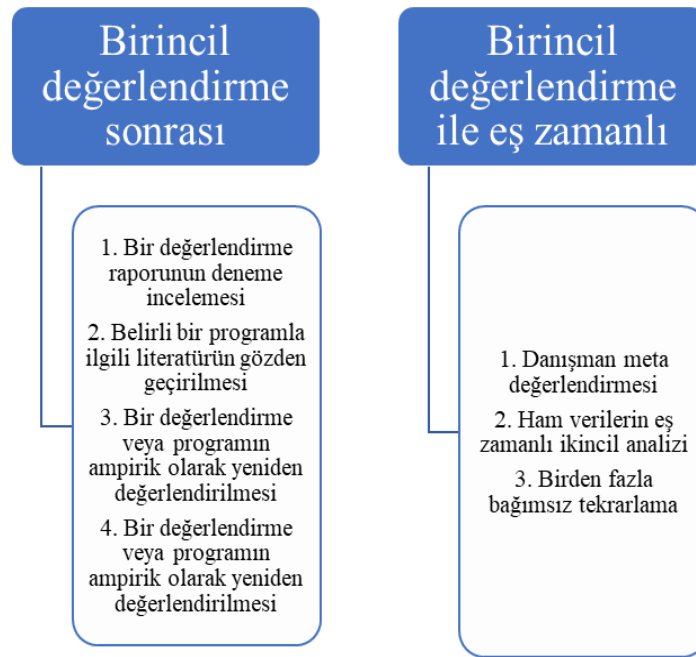 Birincil
değerlendirme
sonrası
1. Bir değerlendirme
raporunun deneme
incelemesi
2. Belirli bir programla
ilgili literatürün gözden
geçirilmesi
3. Bir değerlendirme
veya programın
ampirik olarak yeniden
değerlendirilmesi
4. Bir değerlendirme
veya programın
ampirik olarak yeniden
değerlendirilmesi
Birincil
değerlendirme
ile eş zamanlı
1. Danışman meta
değerlendirmesi
2. Ham verilerin eş
zamanlı ikincil analizi
3. Birden fazla
bağımsız tekrarlama